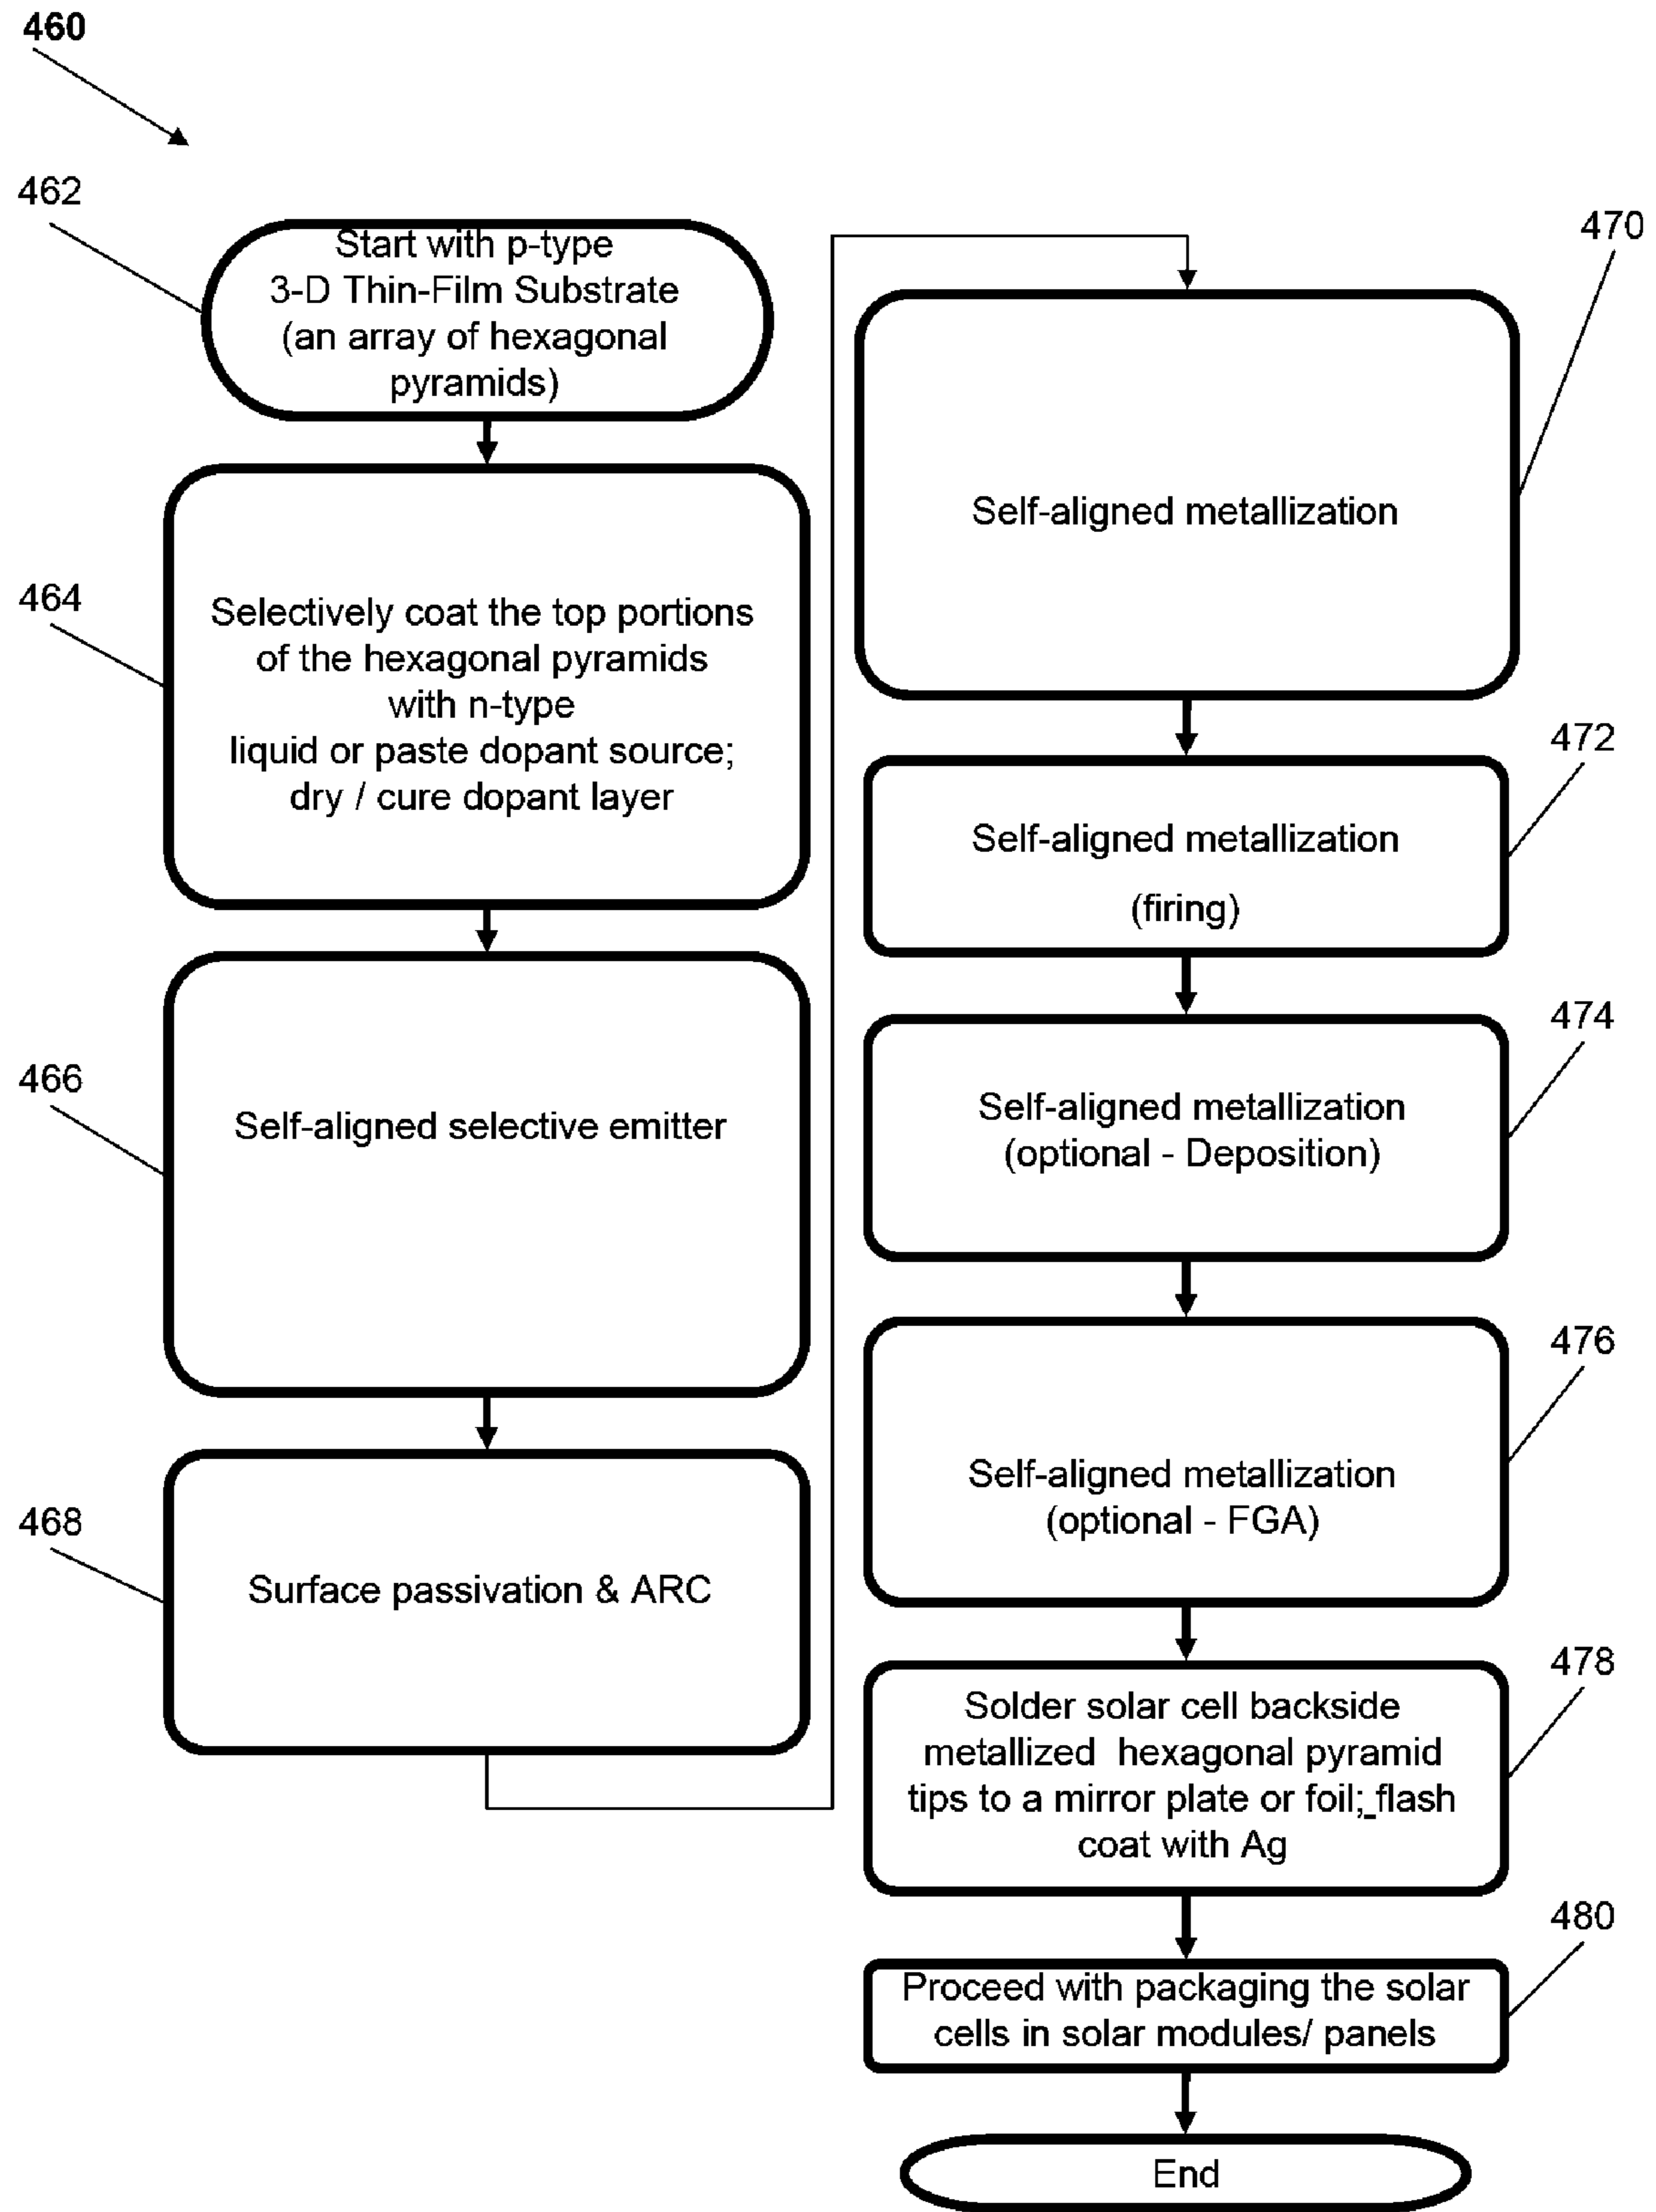 460
462
Start with p-type
3-D Thin-Film Substrate
(an array of hexagonal
pyramids)
464
Selectively coat the top portions
of the hexagonal pyramids
with n-type
liquid or paste dopant source;
dry / cure dopant layer
466
Self-aligned selective emitter
468
Surface passivation & ARC
470
Self-aligned metallization
472
Self-aligned metallization
(firing)
474
Self-aligned metallization
(optional - Deposition)
476
Self-aligned metallization
(optional - FGA)
478
Solder solar cell backside
metallized hexagonal pyramid
tips to a mirror plate or foil; flash
coat with Ag
480
Proceed with packaging the solar
cells in solar modules/ panels
End